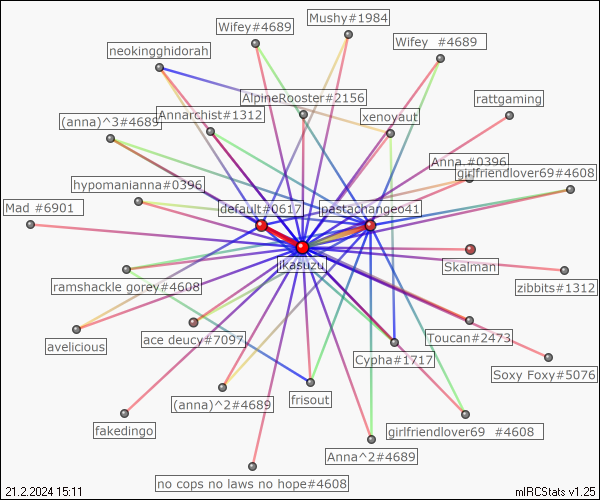 Mushy#1984
Wifey#4689
Wifey  #4689
neokingghidorah
AlpineRooster#2156
rattgaming
(anna)^3#4689
Annarchist#1312
xenoyaut
Anna.#0396
girlfriendlover69#4608
hypomanianna#0396
Mad #6901
default#0617
pastachangeo41
ikasuzu
Skalman
ramshackle gorey#4608
zibbits#1312
avelicious
ace deucy#7097
Toucan#2473
Cypha#1717
Soxy Foxy#5076
(anna)^2#4689
frisout
fakedingo
girlfriendlover69  #4608
Anna^2#4689
no cops no laws no hope#4608
21.2.2024 15:11
mIRCStats v1.25